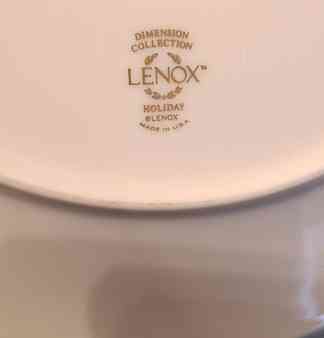 DIMENSION
COLLECTION
LENOX™
HOLIDAY
©LENOX
MADE IN U.S.A.